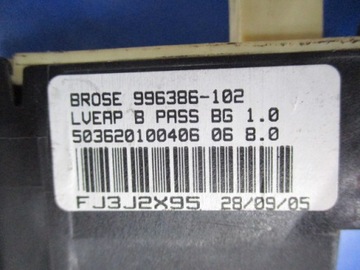 BROSE 996386-102
LVEAP B PASS BG 1.0
503620100406 06 8.0
FJ3J2X95 28/09/05